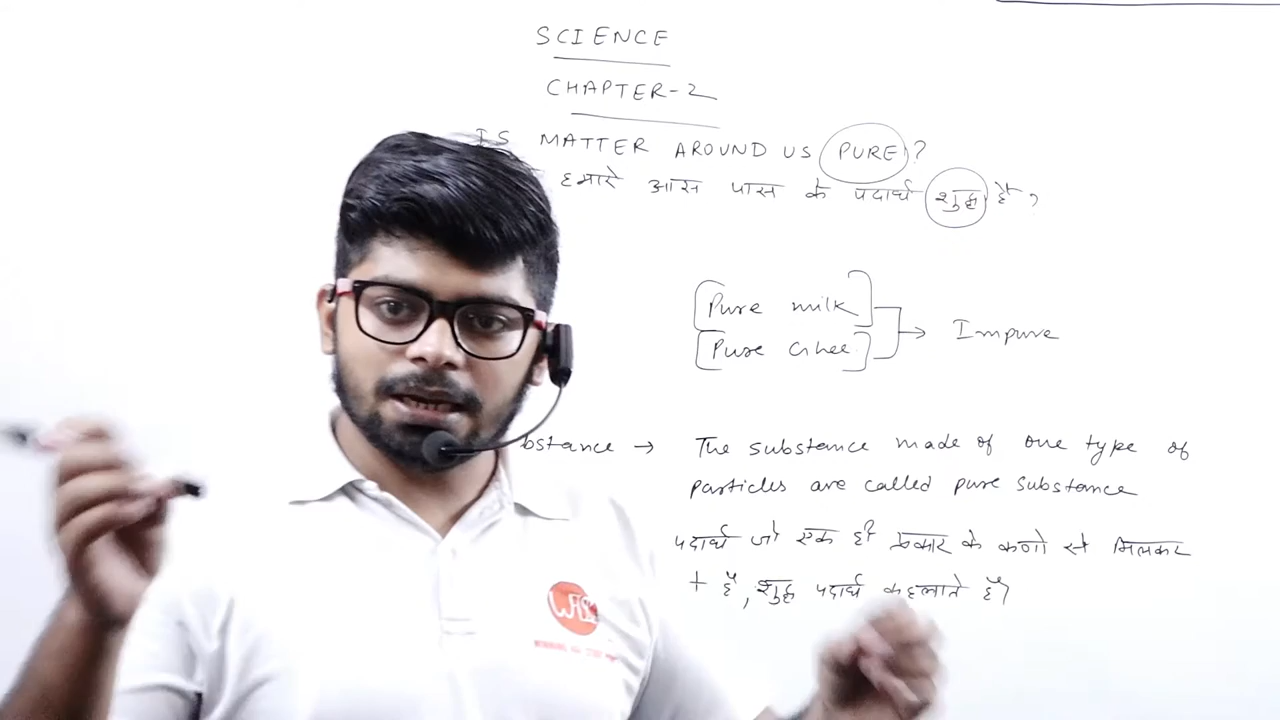 SCIENCE
CHAPTER-2
IS MATTER AROUND US PURE?
हमारे आस पास के पदार्थ शुद्ध है?
Pure milk
Pure Ghee
Impure
bstance → The substance made of one type of
particles are called pure substance
पदार्थ जो एक ही प्रकार के कणो से मिलकर
है, शुद्ध पदार्थ कहलाते है।